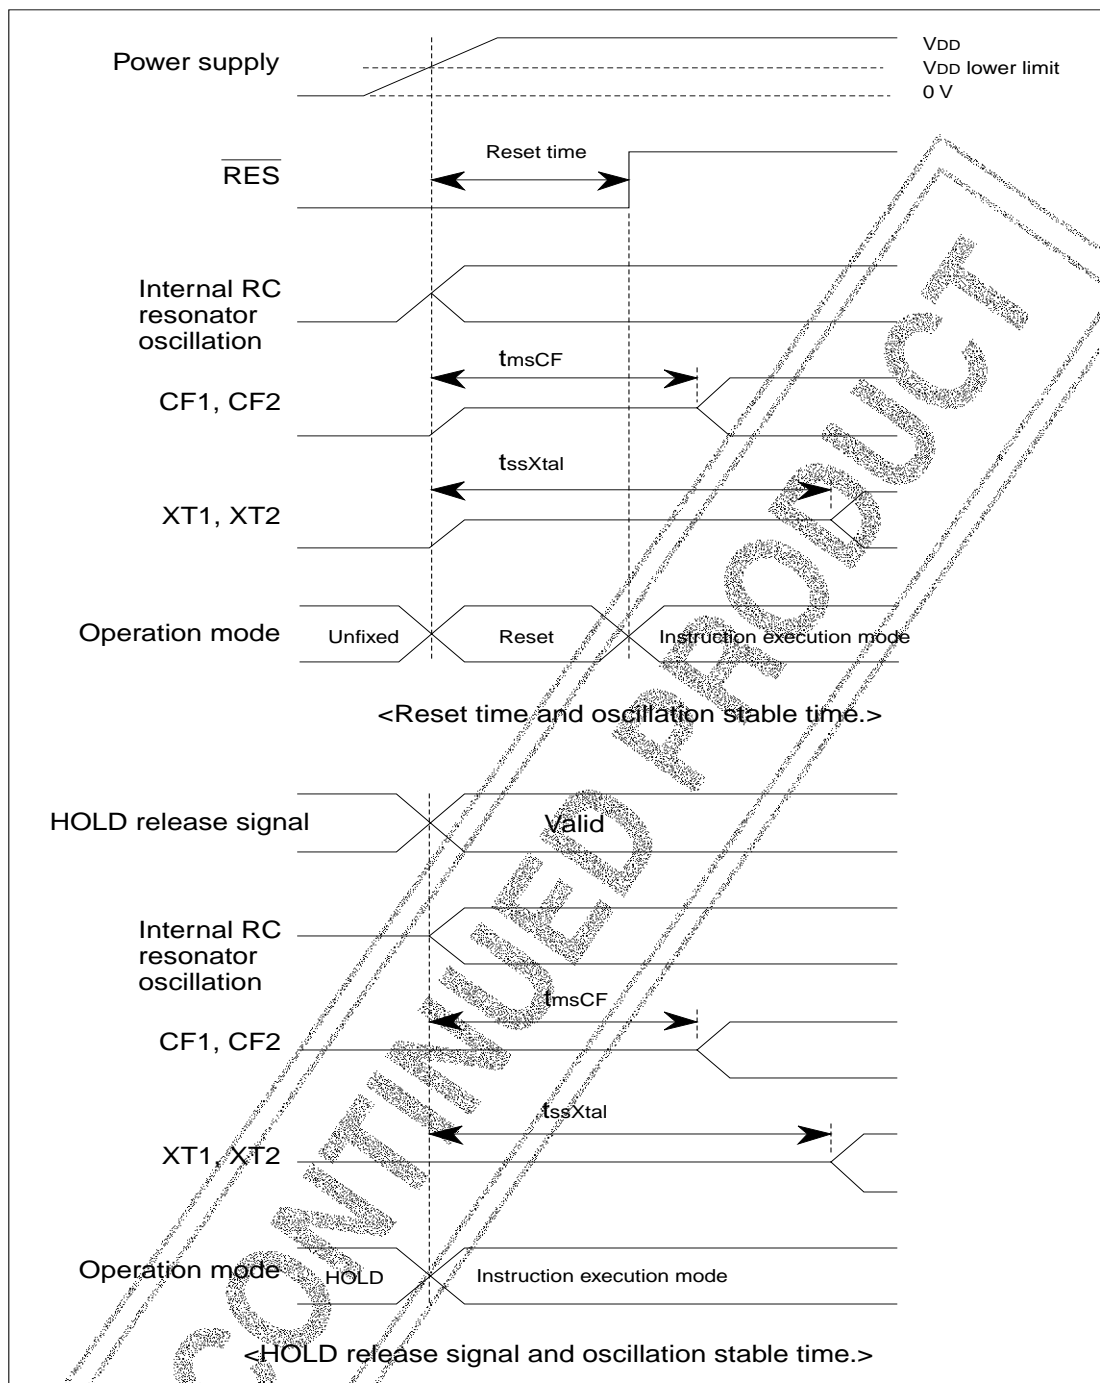 Power supply
VDD
VDD lower limit
0 V
RES
Reset time
Internal RC
resonator
oscillation
tmsCF
CF1, CF2
tssXtal
XT1, XT2
Operation mode
Unfixed
Reset
Instruction execution mode
<Reset time and oscillation stable time.>
HOLD release signal
Valid
Internal RC
resonator
oscillation
tmsCF
CF1, CF2
tssXtal
XT1, XT2
Operation mode
HOLD
Instruction execution mode
<HOLD release signal and oscillation stable time.>
CONTINUED PRODUCT